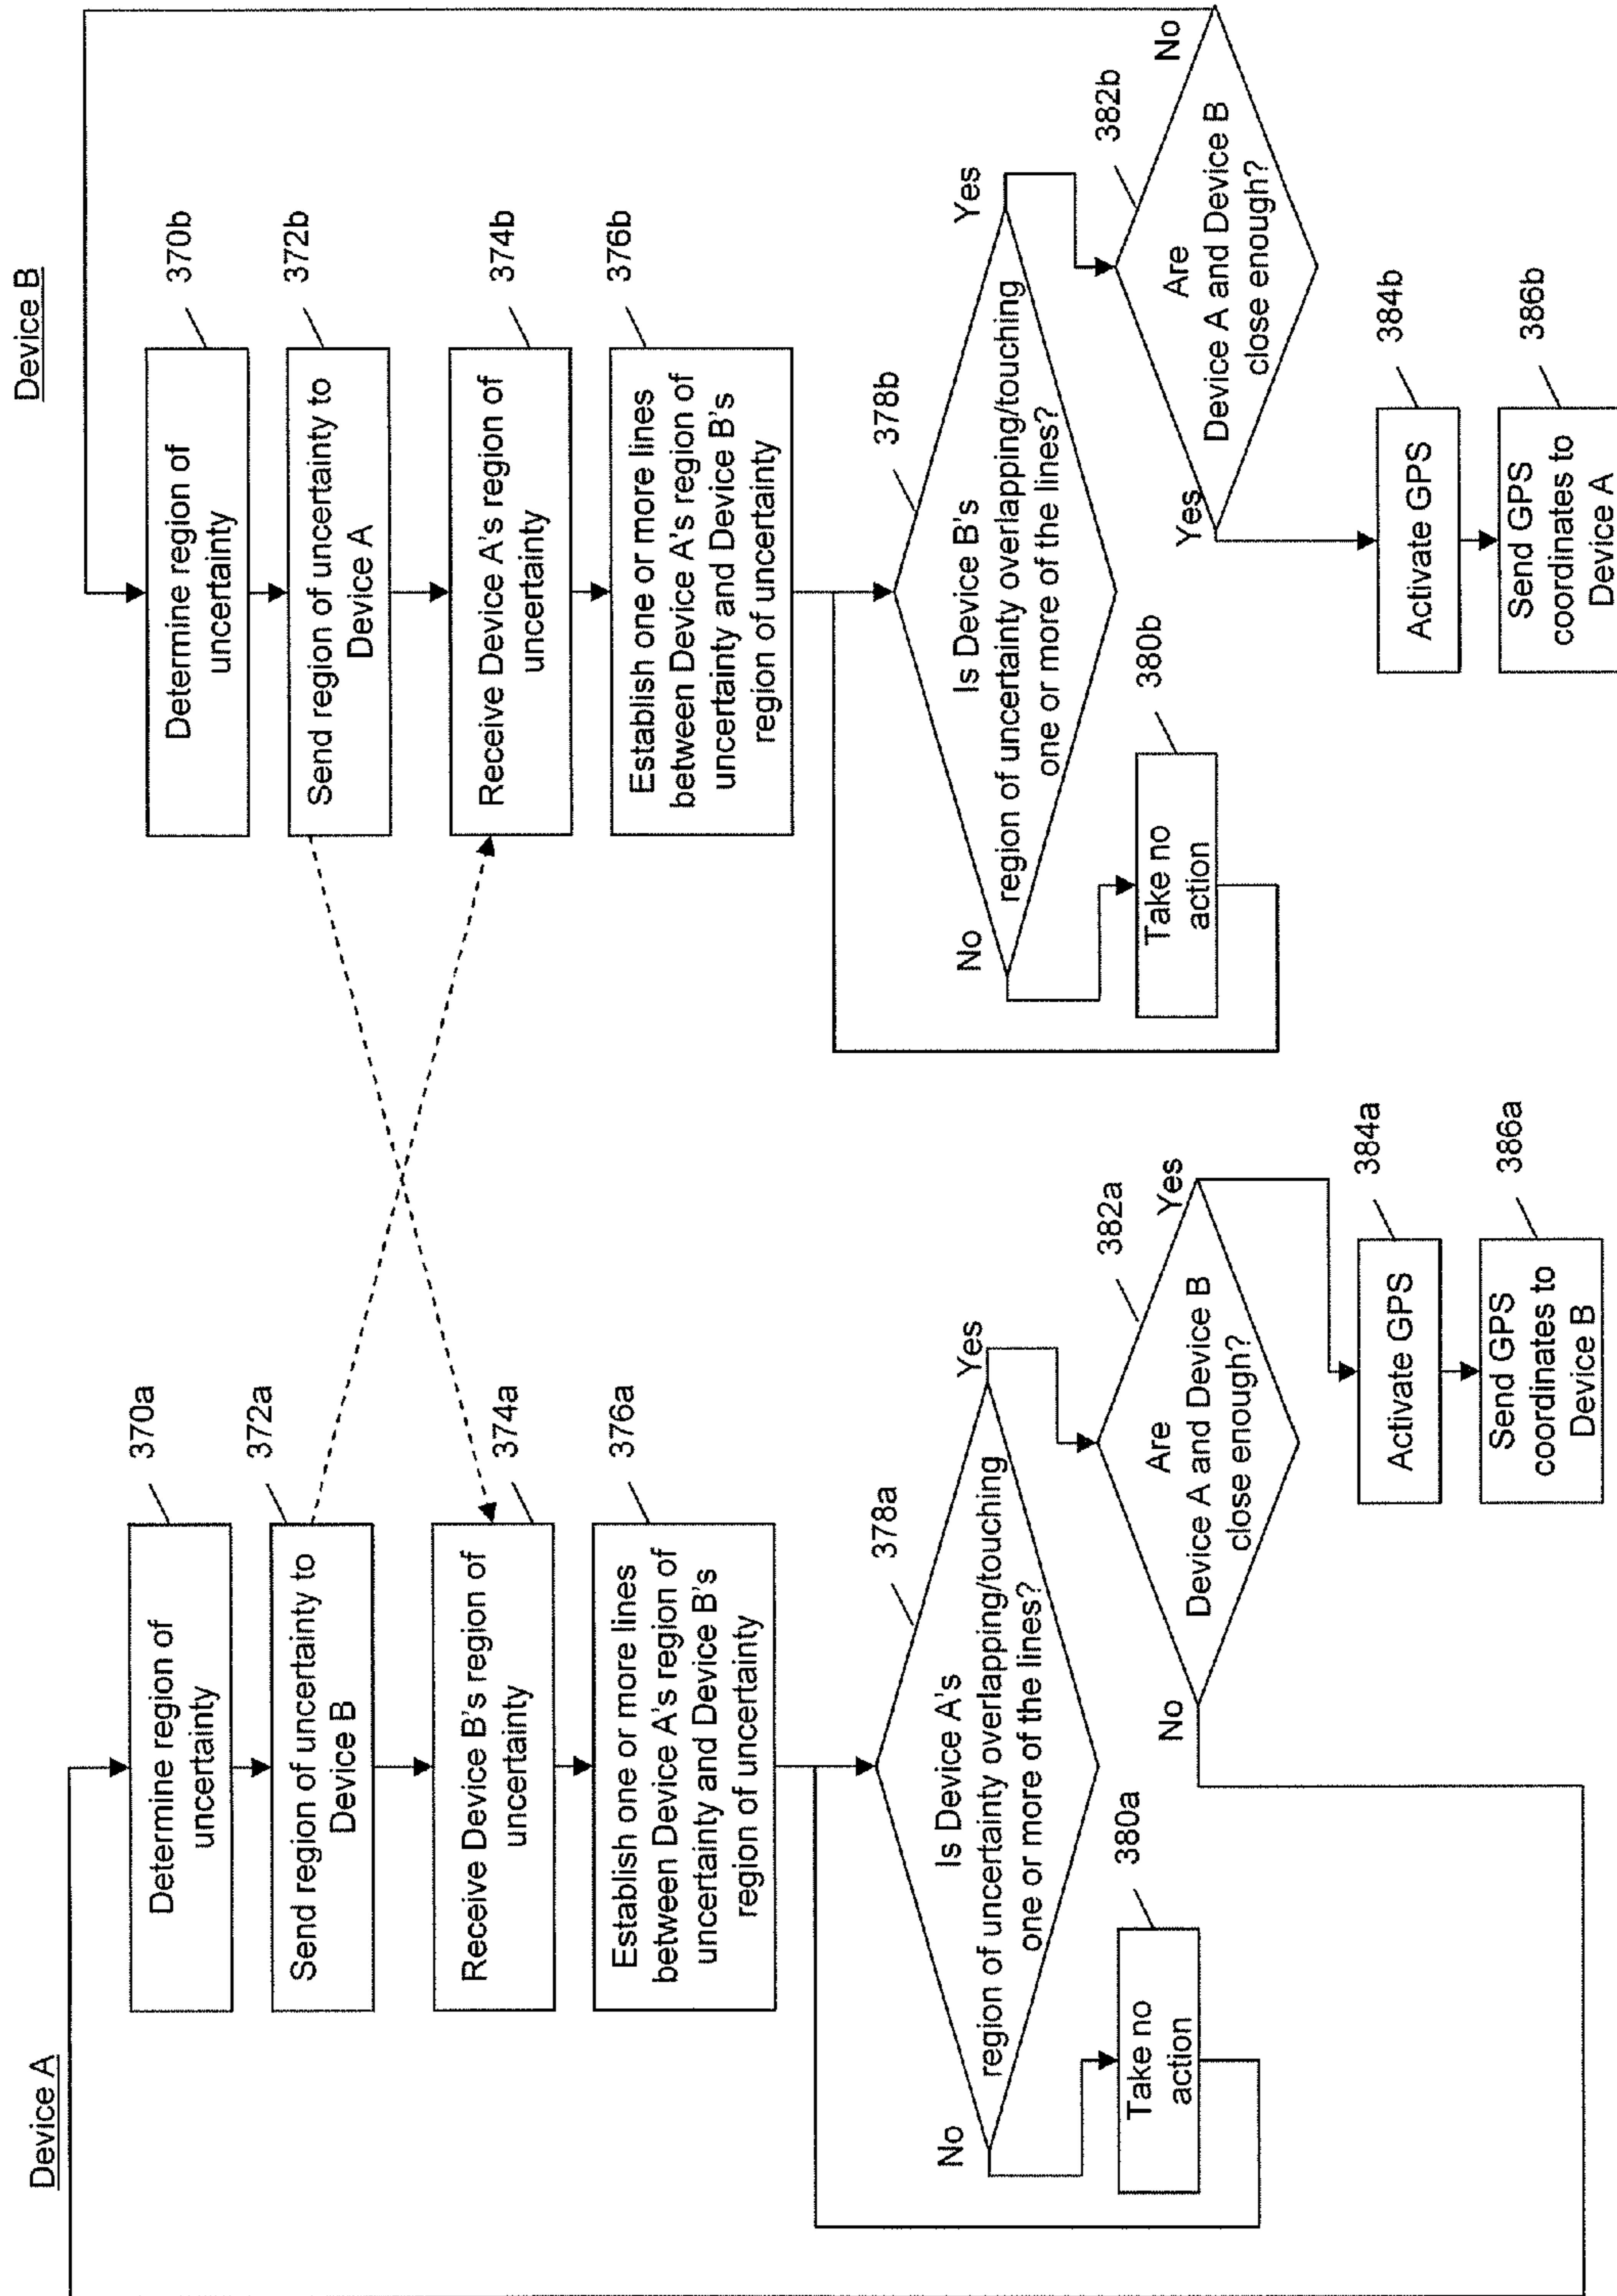 Device A
Determine region of
uncertainty
370a
Send region of uncertainty to
Device B
372a
Receive Device B's region of
uncertainty
374a
Establish one or more lines
between Device A's region of
uncertainty and Device B's
region of uncertainty
376a
Is Device A's
region of uncertainty overlapping/touching
one or more of the lines?
378a
No
Yes
Take no
action
380a
Are
Device A and Device B
close enough?
382a
No
Yes
Activate GPS
384a
Send GPS
coordinates to
Device B
386a
Device B
Determine region of
uncertainty
370b
Send region of uncertainty to
Device A
372b
Receive Device A's region of
uncertainty
374b
Establish one or more lines
between Device A's region of
uncertainty and Device B's
region of uncertainty
376b
Is Device B's
region of uncertainty overlapping/touching
one or more of the lines?
378b
No
Yes
Take no
action
380b
Are
Device A and Device B
close enough?
382b
Yes
No
Activate GPS
384b
Send GPS
coordinates to
Device A
386b